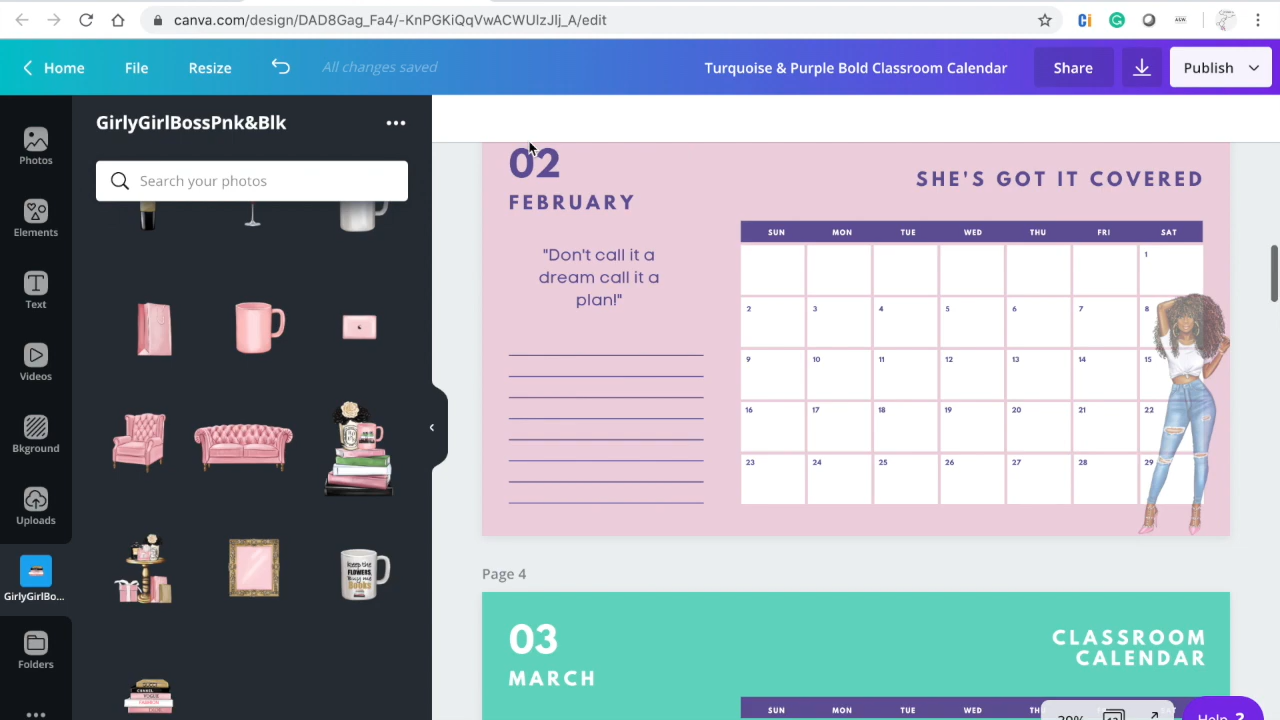 canva.com/design/DAD8Gag_Fa4/-KnPGKiQqVwACWUIzJIj_A/edit
Home File Resize All changes saved Turquoise & Purple Bold Classroom Calendar Share Publish
GirlyGirlBossPnk&Blk
Search your photos
Photos
Elements
Text
Videos
Bkground
Uploads
GirlyGirlBo...
Folders
02
FEBRUARY
SHE'S GOT IT COVERED
"Don't call it a
dream call it a
plan!"
SUN MON TUE WED THU FRI SAT
1
2 3 4 5 6 7 8
9 10 11 12 13 14 15
16 17 18 19 20 21 22
23 24 25 26 27 28 29
Page 4
03
MARCH
CLASSROOM
CALENDAR
SUN MON TUE WED THU FRI SAT
Help ?